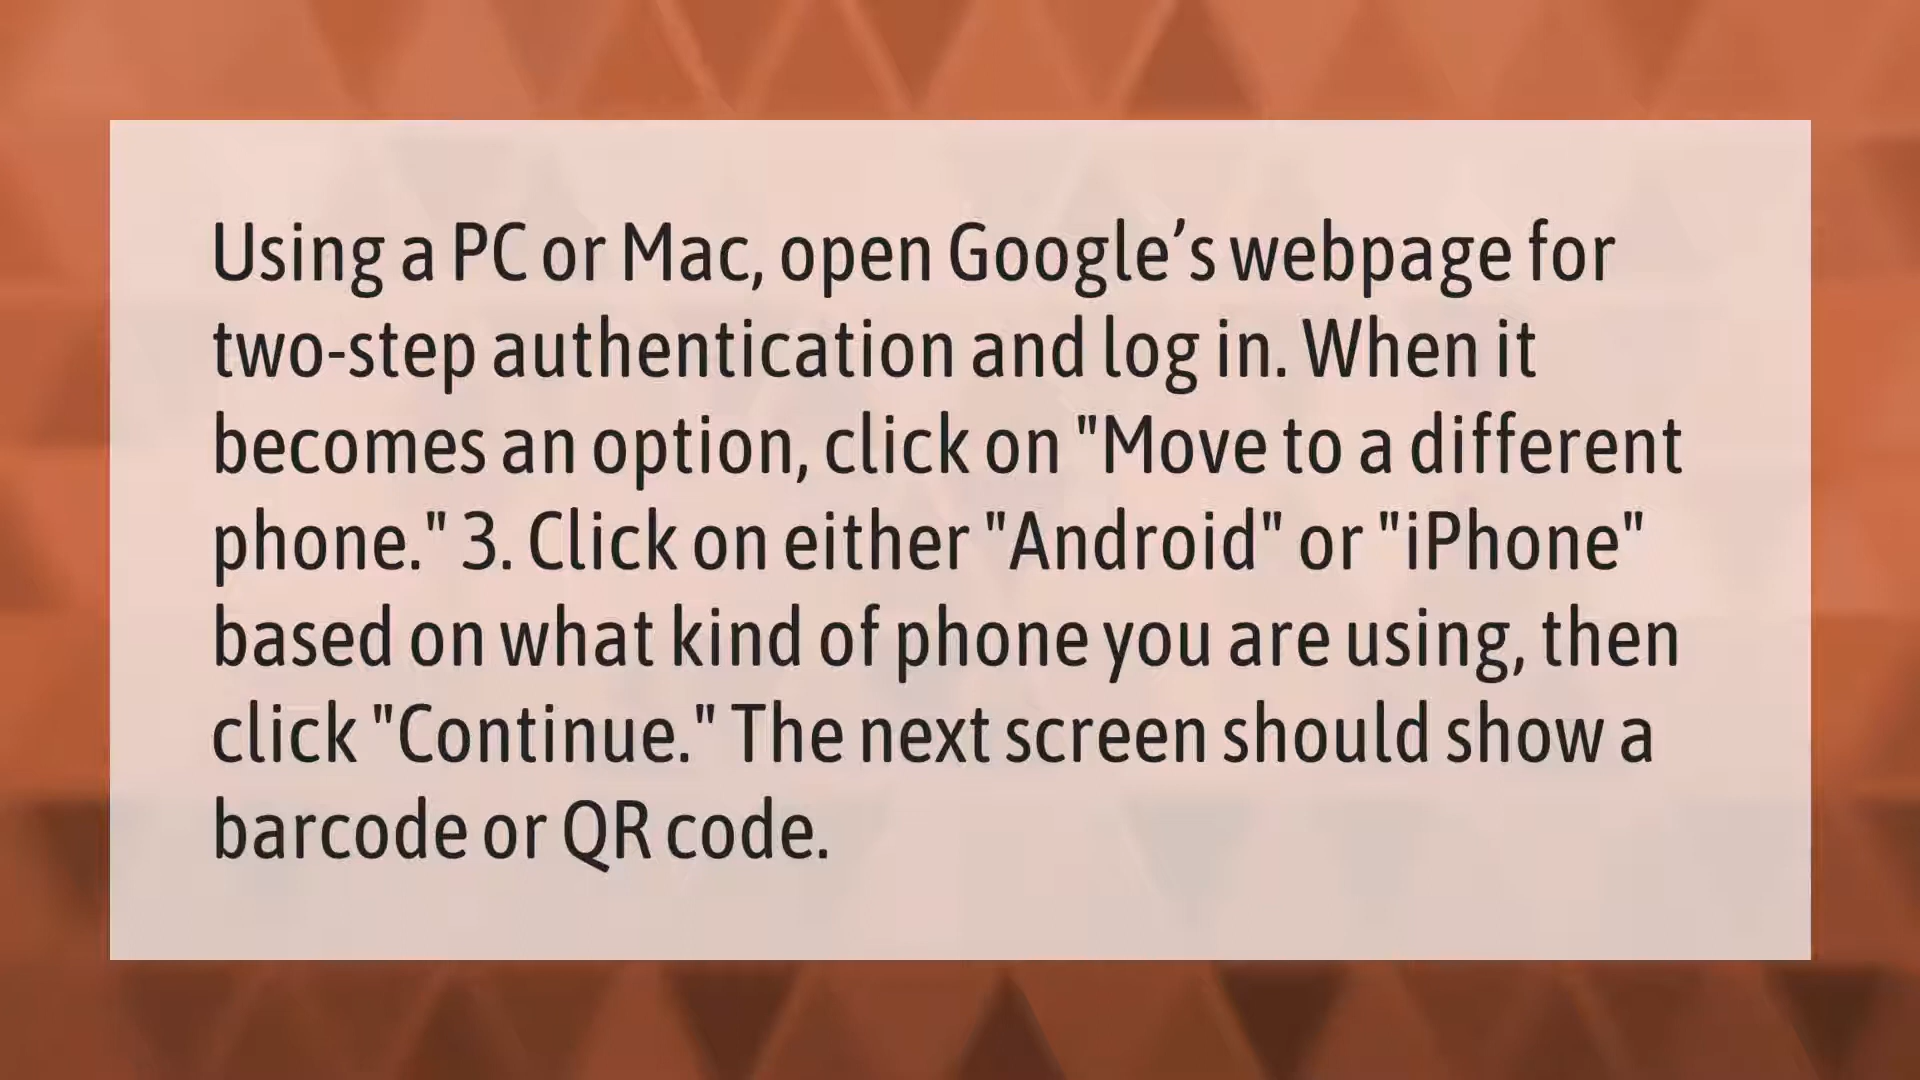 Using a PC or Mac, open Google’s webpage for
two-step authentication and log in. When it
becomes an option, click on "Move to a different
phone." 3. Click on either "Android" or "iPhone"
based on what kind of phone you are using, then
click "Continue." The next screen should show a
barcode or QR code.